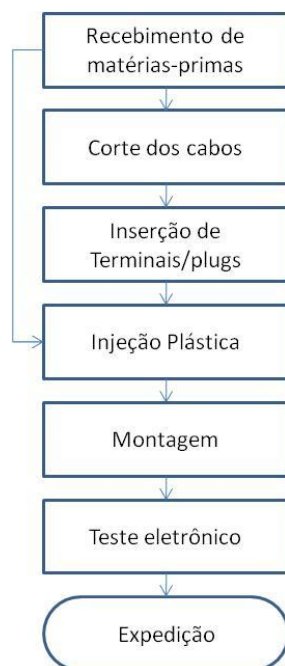 Recebimento de
matérias-primas
Corte dos cabos
Inserção de
Terminais/plugs
Injeção Plástica
Montagem
Teste eletrônico
Expedição